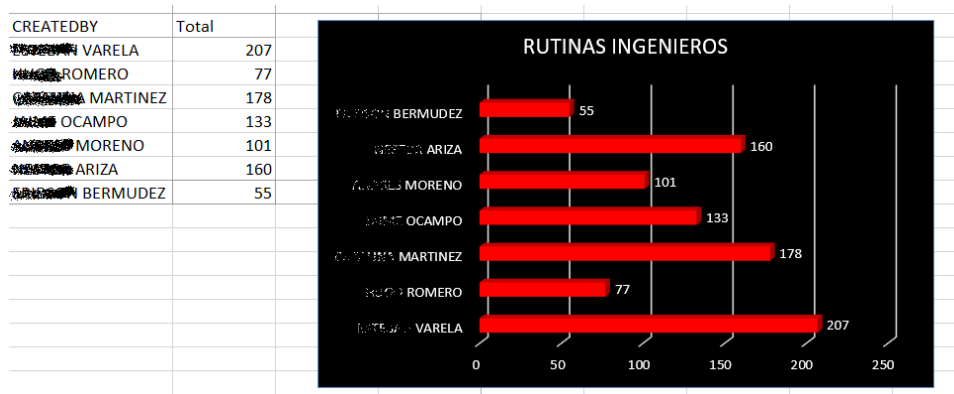 CREATEDBY Total
VARELA 207
ROMERO 77
MARTINEZ 178
OCAMPO 133
MORENO 101
ARIZA 160
BERMUDEZ 55
RUTINAS INGENIEROS
BERMUDEZ 55
ARIZA 160
MORENO 101
OCAMPO 133
MARTINEZ 178
ROMERO 77
VARELA 207
0 50 100 150 200 250